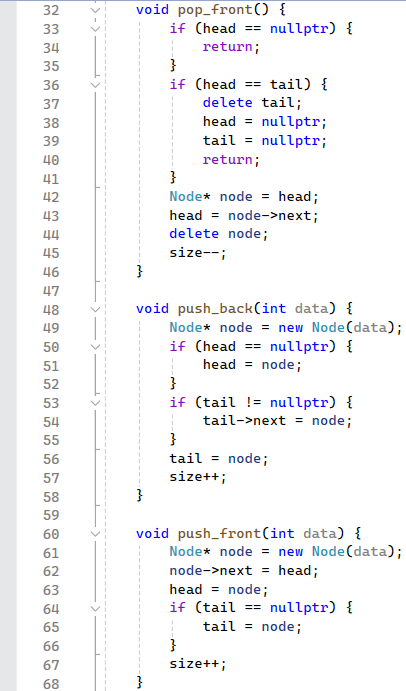 32 void pop_front() {
33 if (head == nullptr) {
34 return;
35 }
36 if (head == tail) {
37 delete tail;
38 head = nullptr;
39 tail = nullptr;
40 return;
41 }
42 Node* node = head;
43 head = node->next;
44 delete node;
45 size--;
46 }
47
48 void push_back(int data) {
49 Node* node = new Node(data);
50 if (head == nullptr) {
51 head = node;
52 }
53 if (tail != nullptr) {
54 tail->next = node;
55 }
56 tail = node;
57 size++;
58 }
59
60 void push_front(int data) {
61 Node* node = new Node(data);
62 node->next = head;
63 head = node;
64 if (tail == nullptr) {
65 tail = node;
66 }
67 size++;
68 }